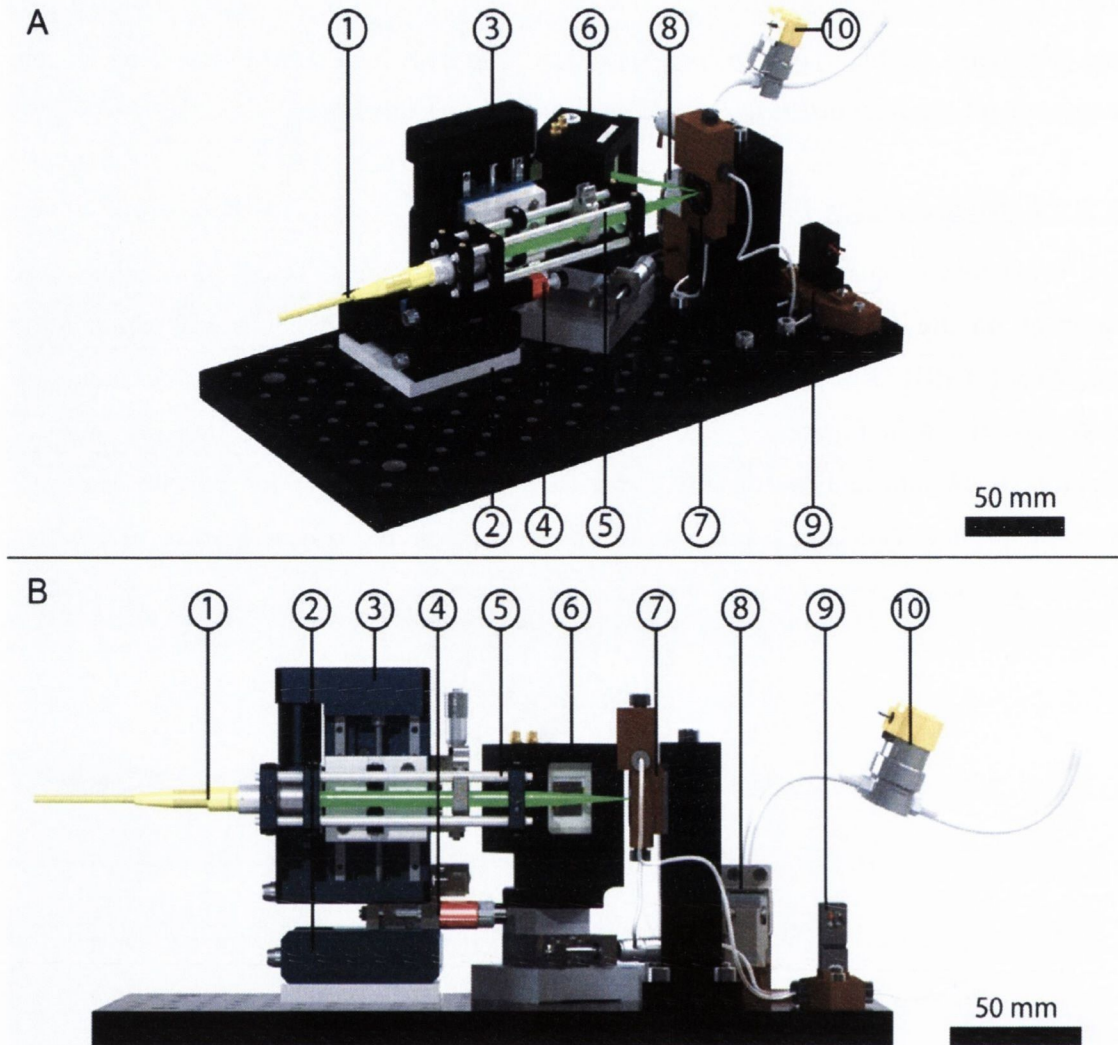 A
① ③ ⑥ ⑧ ⑩
② ④ ⑤ ⑦ ⑨
50 mm
B
① ② ③ ④ ⑤ ⑥ ⑦ ⑧ ⑨ ⑩
50 mm